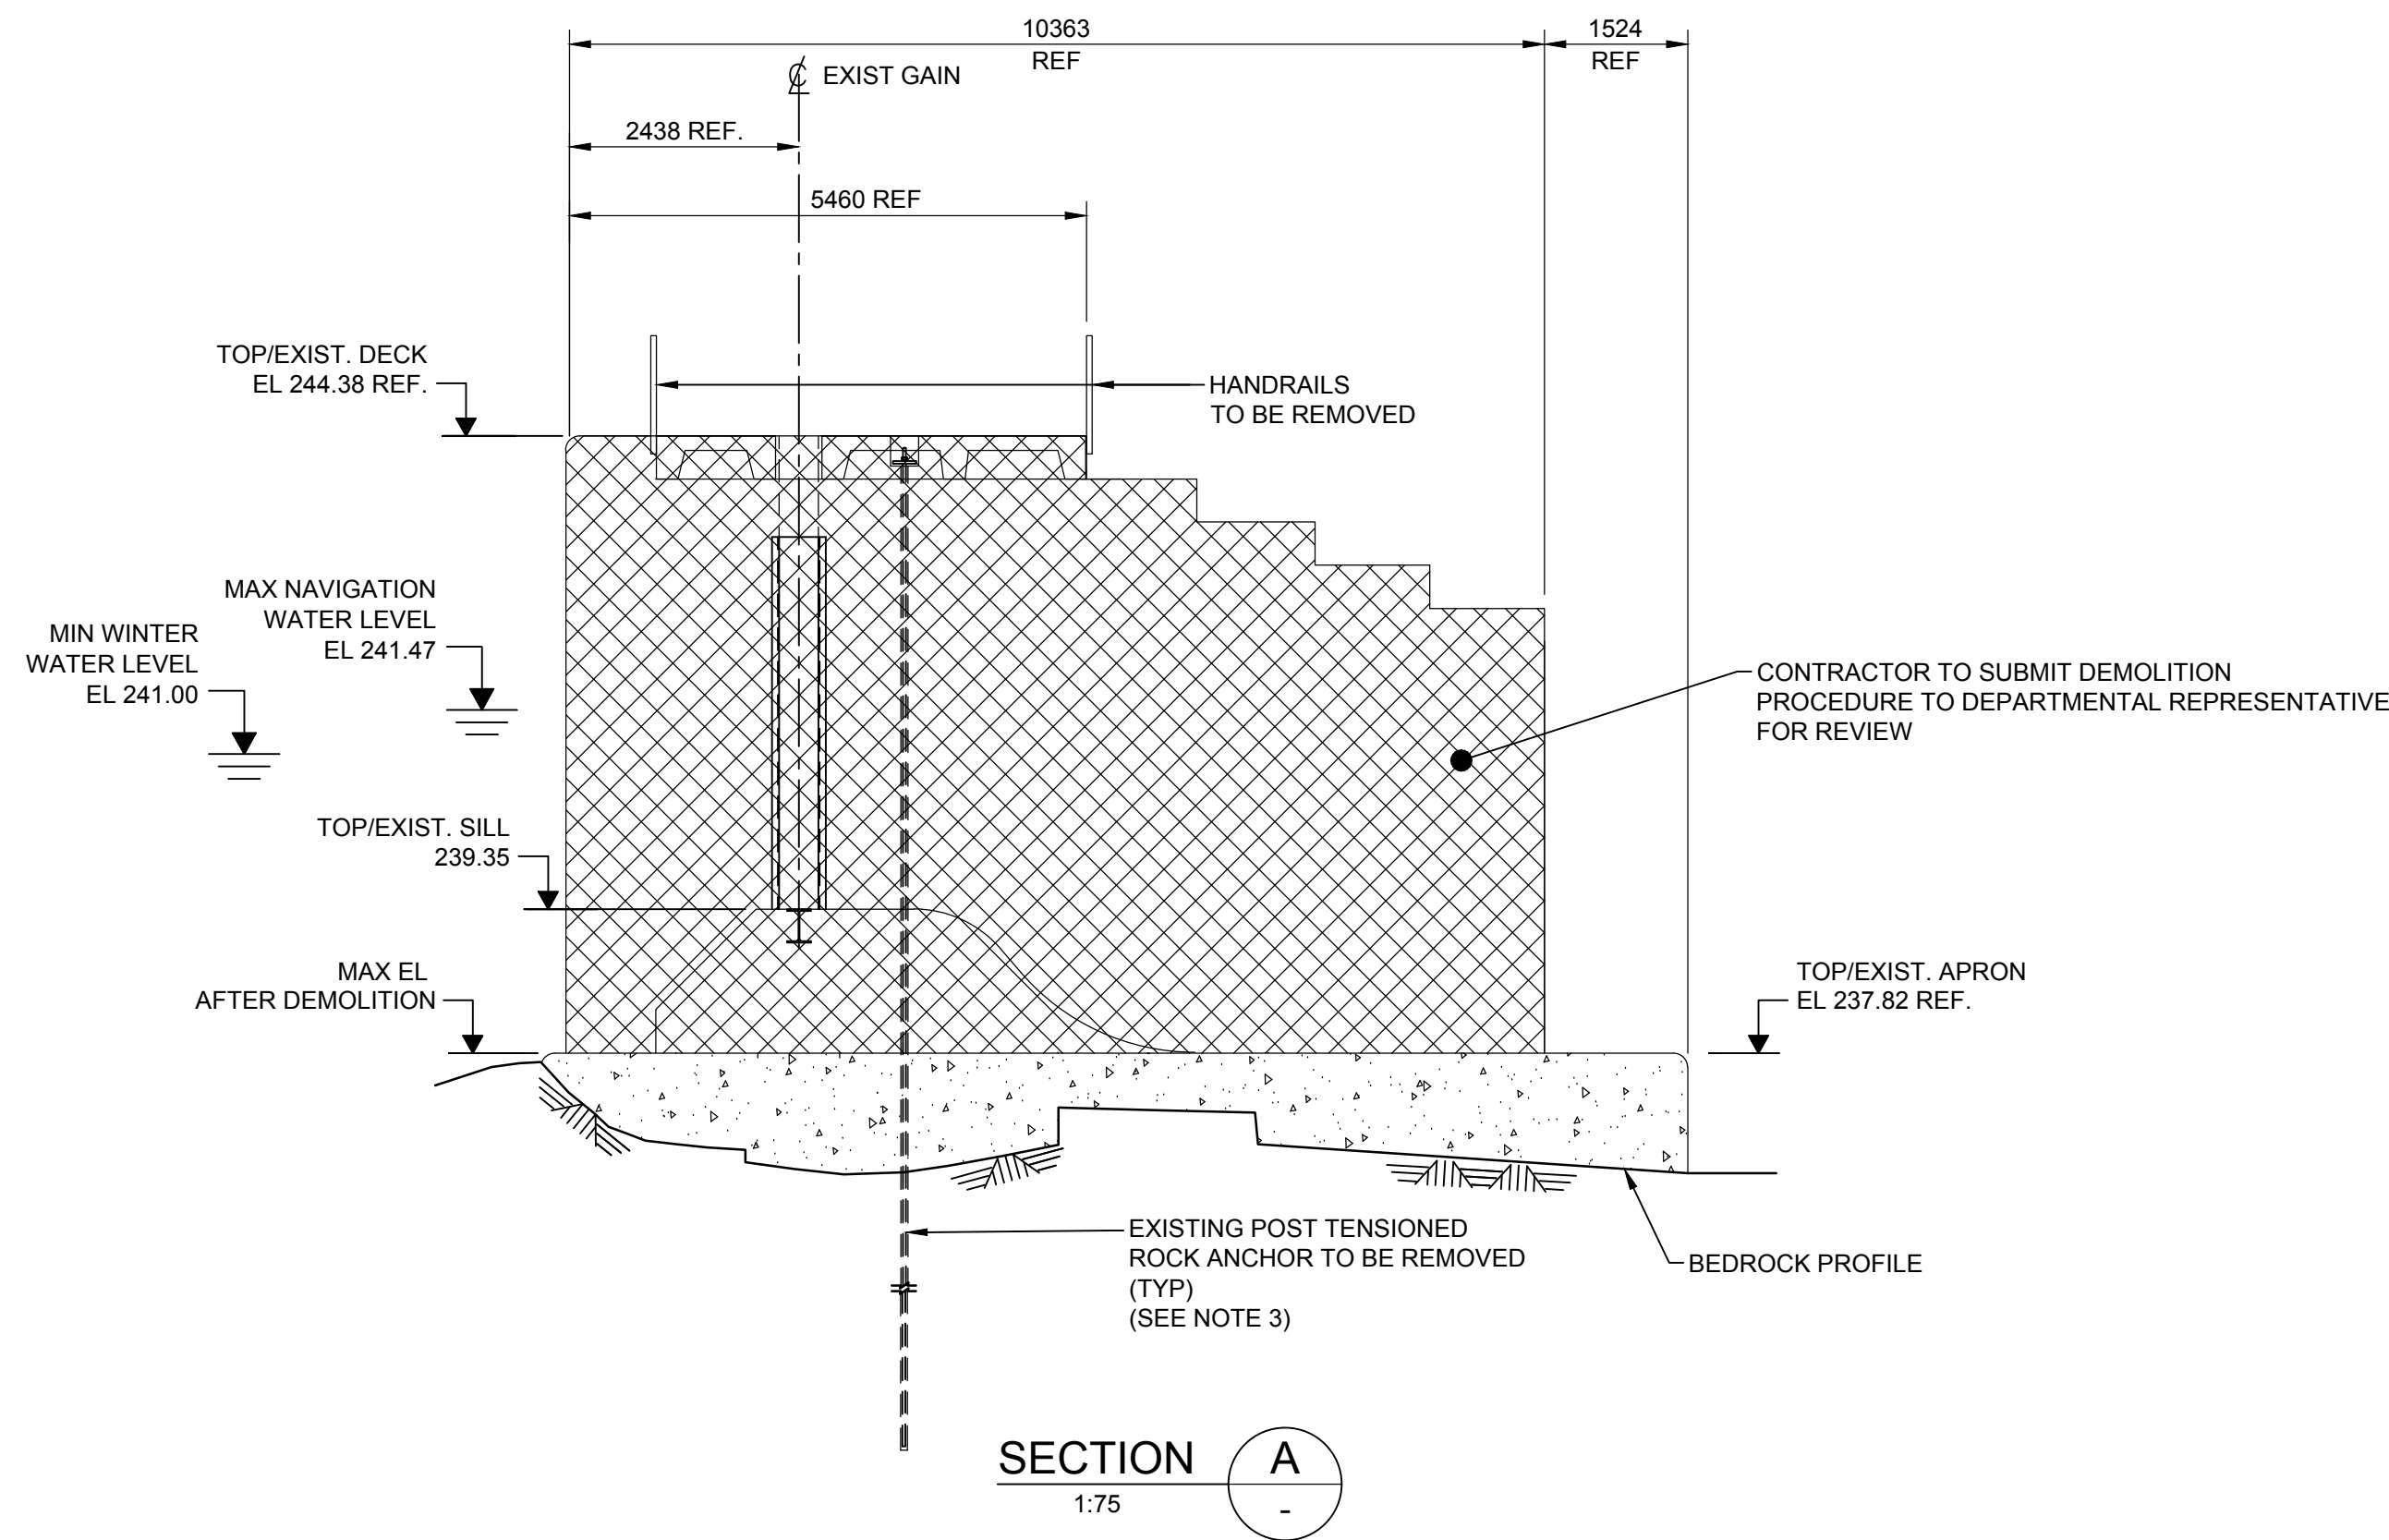 10363
REF
1524
REF
℄ EXIST GAIN
2438 REF.
5460 REF
TOP/EXIST. DECK
EL 244.38 REF.
HANDRAILS
TO BE REMOVED
MAX NAVIGATION
WATER LEVEL
EL 241.47
MIN WINTER
WATER LEVEL
EL 241.00
CONTRACTOR TO SUBMIT DEMOLITION
PROCEDURE TO DEPARTMENTAL REPRESENTATIVE
FOR REVIEW
TOP/EXIST. SILL
239.35
MAX EL
AFTER DEMOLITION
TOP/EXIST. APRON
EL 237.82 REF.
EXISTING POST TENSIONED
ROCK ANCHOR TO BE REMOVED
(TYP)
(SEE NOTE 3)
BEDROCK PROFILE
SECTION
A
1:75
-